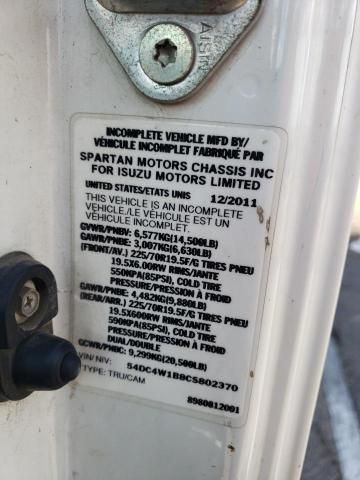 AISIN
INCOMPLETE VEHICLE MFD BY/
VÉHICULE INCOMPLET FABRIQUÉ PAR
SPARTAN MOTORS CHASSIS INC
FOR ISUZU MOTORS LIMITED
UNITED STATES/ETATS UNIS 12/2011
THIS VEHICLE IS AN INCOMPLETE
VEHICLE./LE VÉHICULE EST UN
VÉHICULE INCOMPLET.
GVWR/PNBV: 6,577KG(14,500LB)
GAWR/PNBE: 3,007KG(6,630LB)
(FRONT/AV.) 225/70R19.5F/G TIRES PNEU
19.5X6.00RW RIMS/JANTE
550KPA(85PSI), COLD TIRE
PRESSURE/PRESSION À FROID
GAWR/PNBE: 4,482KG(9,880LB)
(REAR/ARR.) 225/70R19.5F/G TIRES PNEU
19.5X600RW RIMS/JANTE
590KPA(85PSI), COLD TIRE
PRESSURE/PRESSION À FROID
DUAL/DOUBLE
GCWR/PNBC: 9,299KG(20,500LB)
VIN/ NIV: 54DC4W1B8CS802370
TYPE: TRU/CAM
8980812001